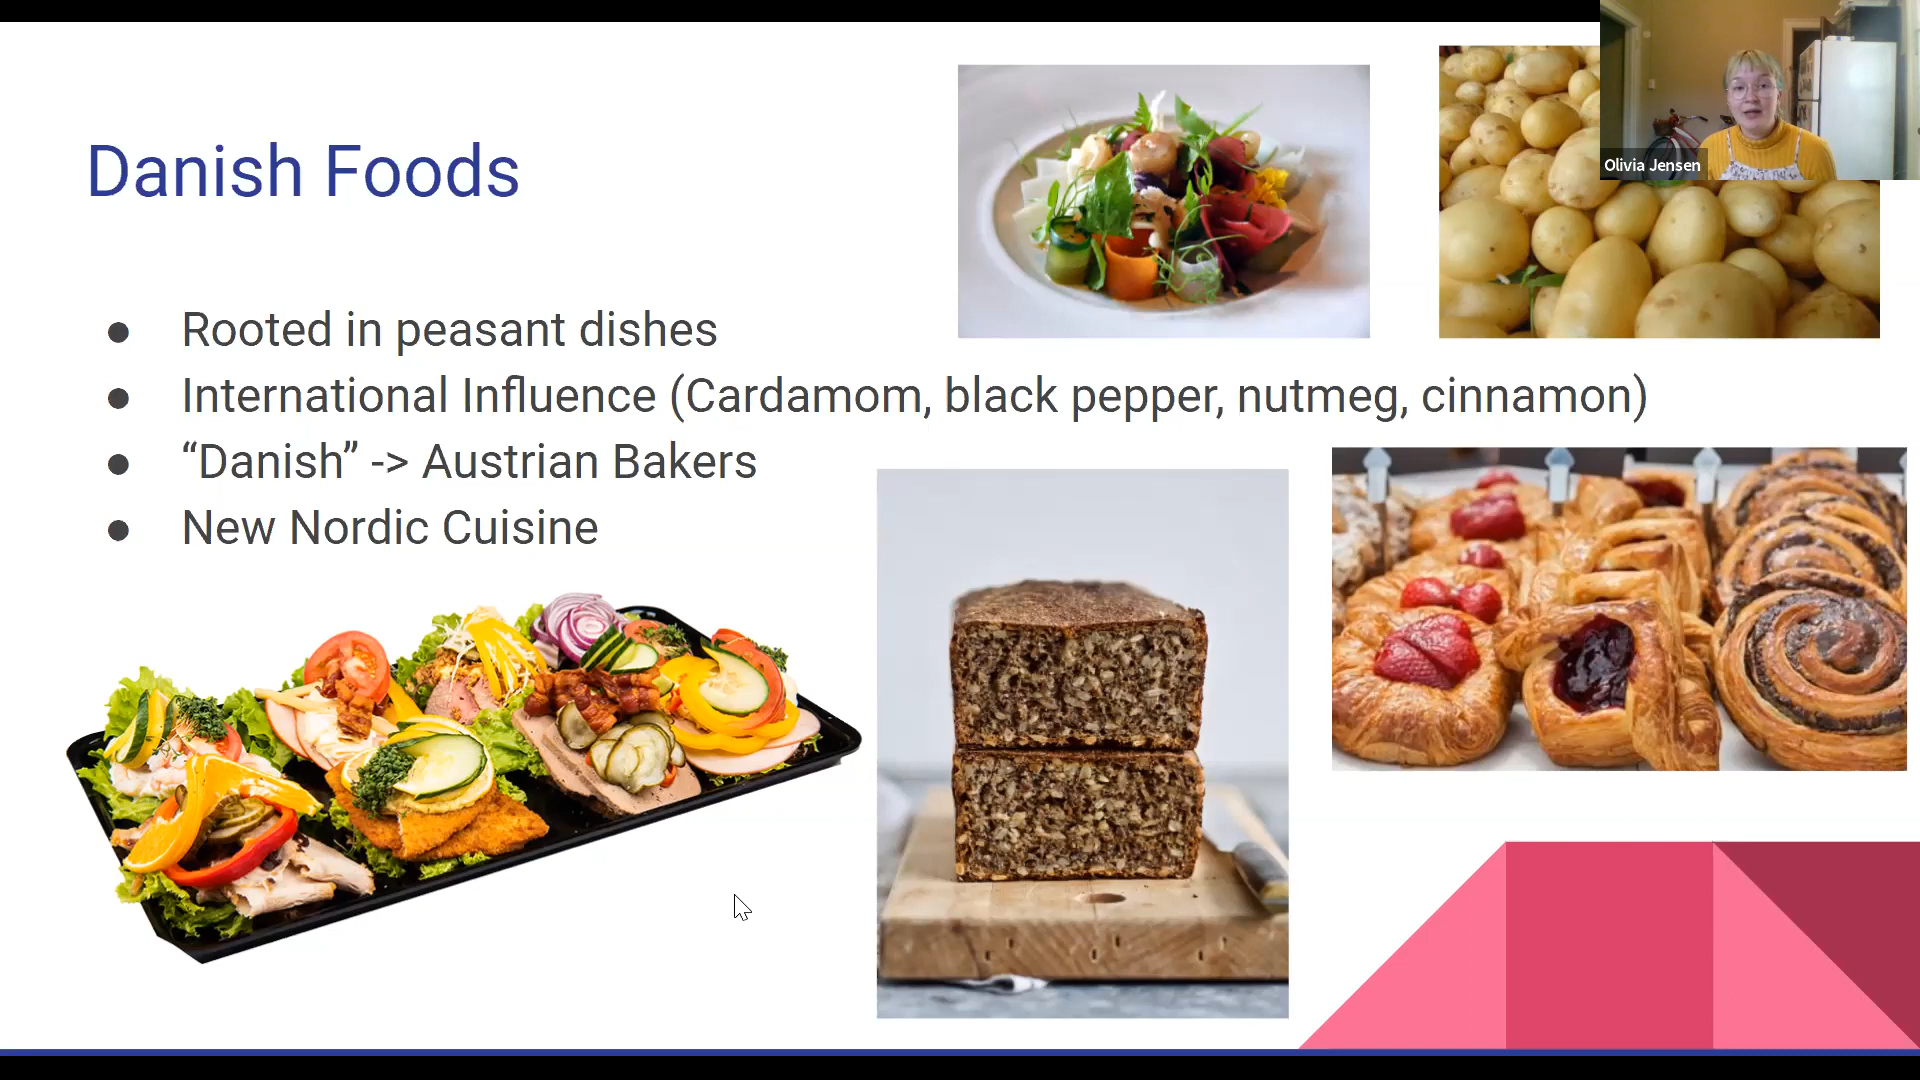 Danish Foods
Olivia Jensen
● Rooted in peasant dishes
● International Influence (Cardamom, black pepper, nutmeg, cinnamon)
● “Danish” -> Austrian Bakers
● New Nordic Cuisine